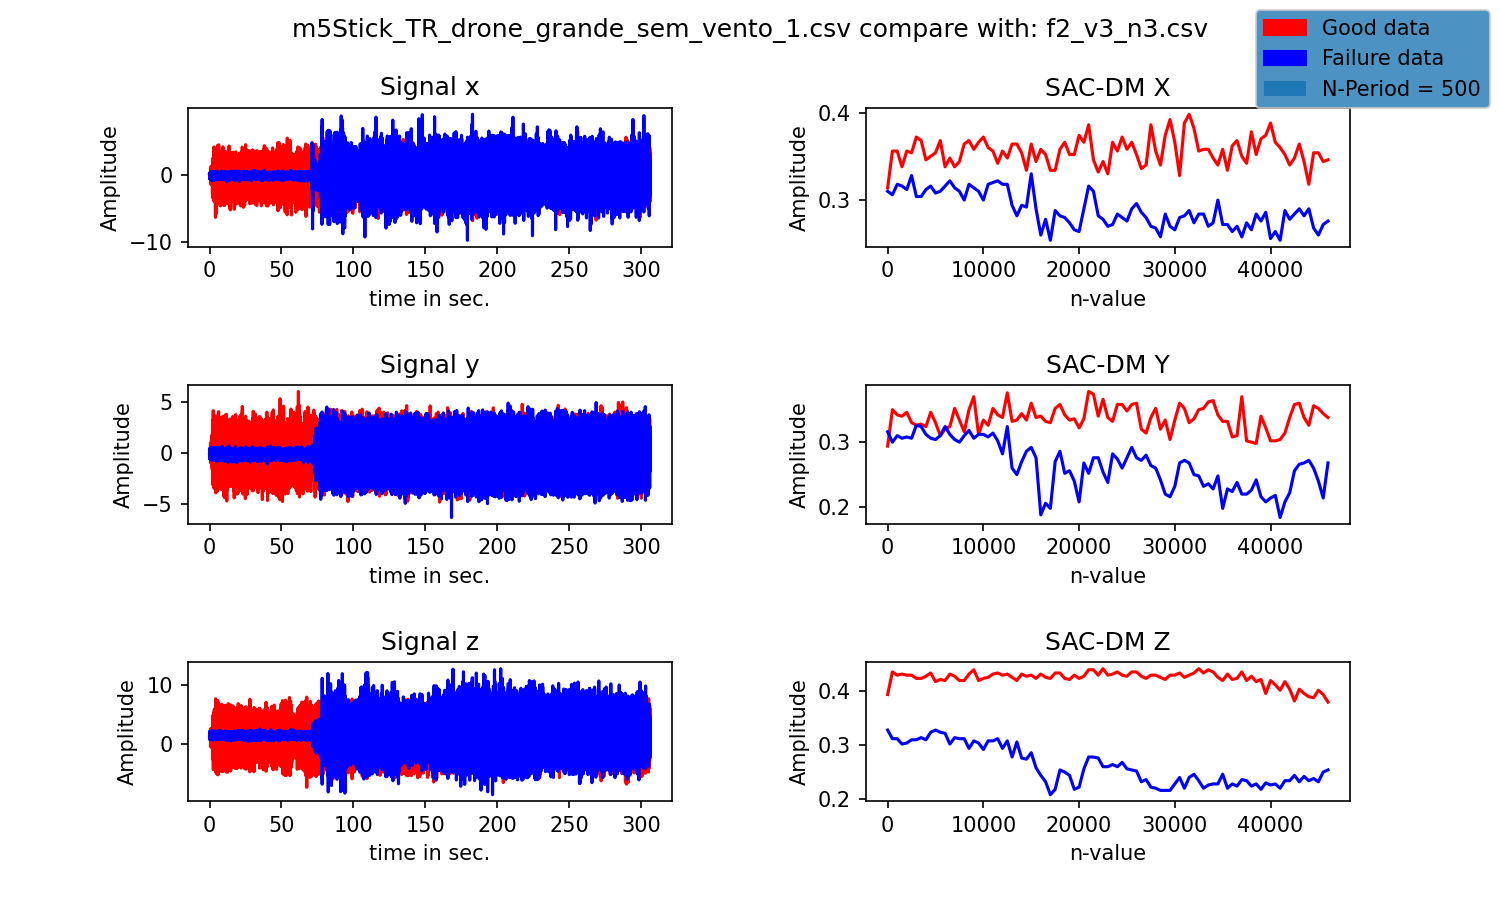 m5Stick_TR_drone_grande_sem_vento_1.csv compare with: f2_v3_n3.csv
Good data
Failure data
N-Period = 500
Signal x
Amplitude
0
−10
0 50 100 150 200 250 300
time in sec.
SAC-DM X
Amplitude
0.4
0.3
0 10000 20000 30000 40000
n-value
Signal y
Amplitude
5
0
−5
0 50 100 150 200 250 300
time in sec.
SAC-DM Y
Amplitude
0.3
0.2
0 10000 20000 30000 40000
n-value
Signal z
Amplitude
10
0
0 50 100 150 200 250 300
time in sec.
SAC-DM Z
Amplitude
0.4
0.3
0.2
0 10000 20000 30000 40000
n-value